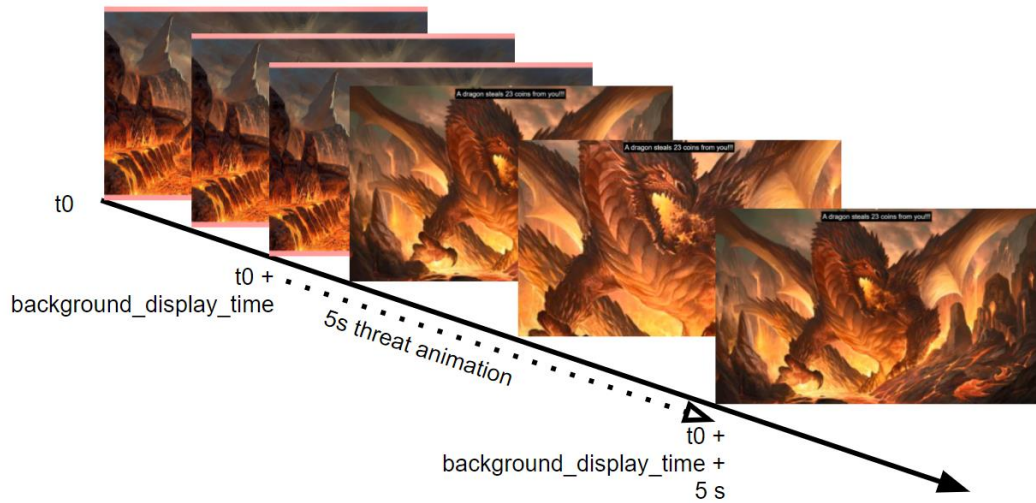 A dragon steals 23 coins from you!!!
A dragon steals 23 coins from you!!!
A dragon steals 23 coins from you!!!
t0
t0 +
background_display_time
5s threat animation
t0 +
background_display_time +
5 s